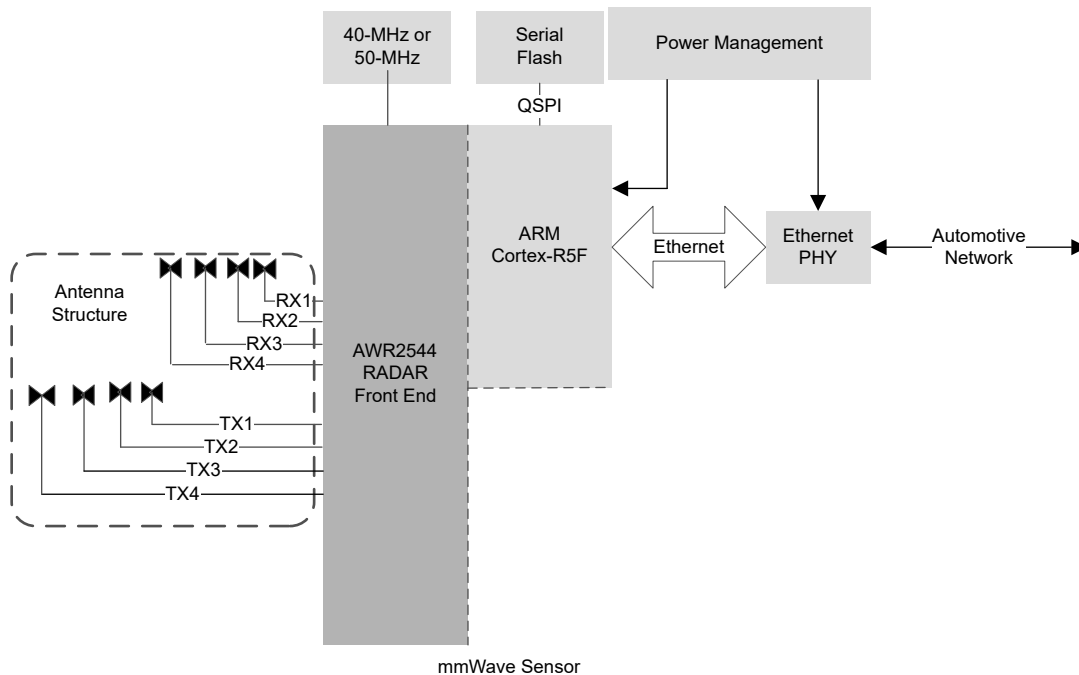 40-MHz or
50-MHz
Serial
Flash
Power Management
QSPI
ARM
Cortex-R5F
Ethernet
Ethernet
PHY
Automotive
Network
Antenna
Structure
RX1
RX2
RX3
RX4
AWR2544
RADAR
Front End
TX1
TX2
TX3
TX4
mmWave Sensor